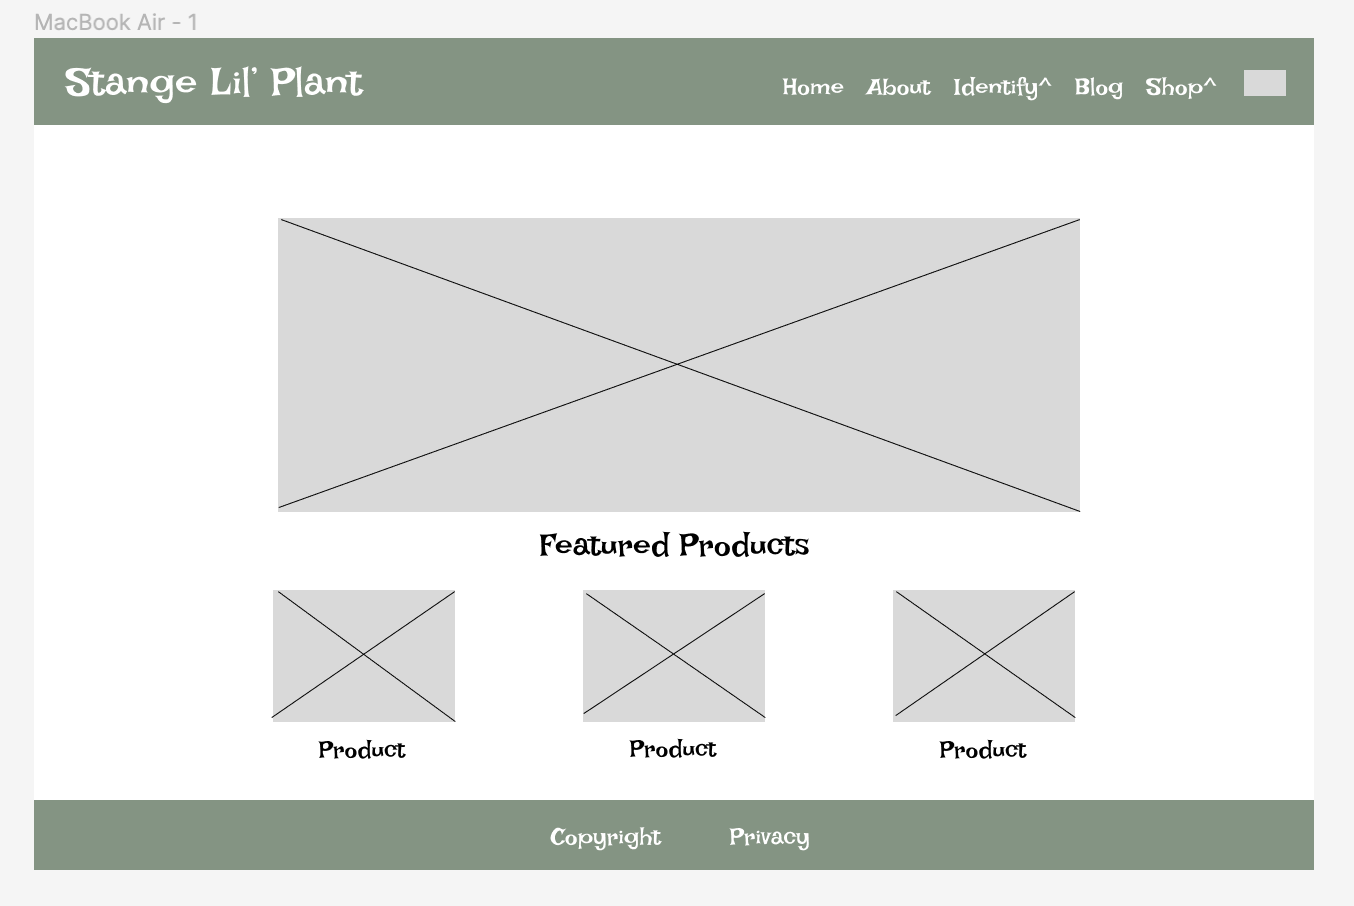 MacBook Air - 1
Stange Lil' Plant
Home About Identify^ Blog Shop^
Featured Products
Product Product Product
Copyright Privacy